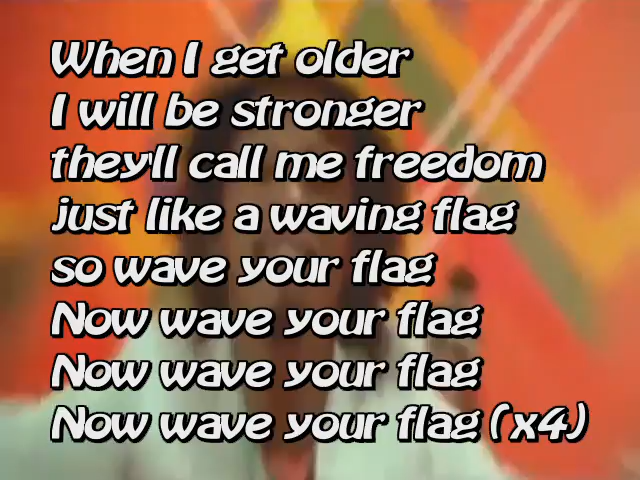 When I get older
I will be stronger
they'll call me freedom
just like a waving flag
so wave your flag
Now wave your flag
Now wave your flag
Now wave your flag (x4)